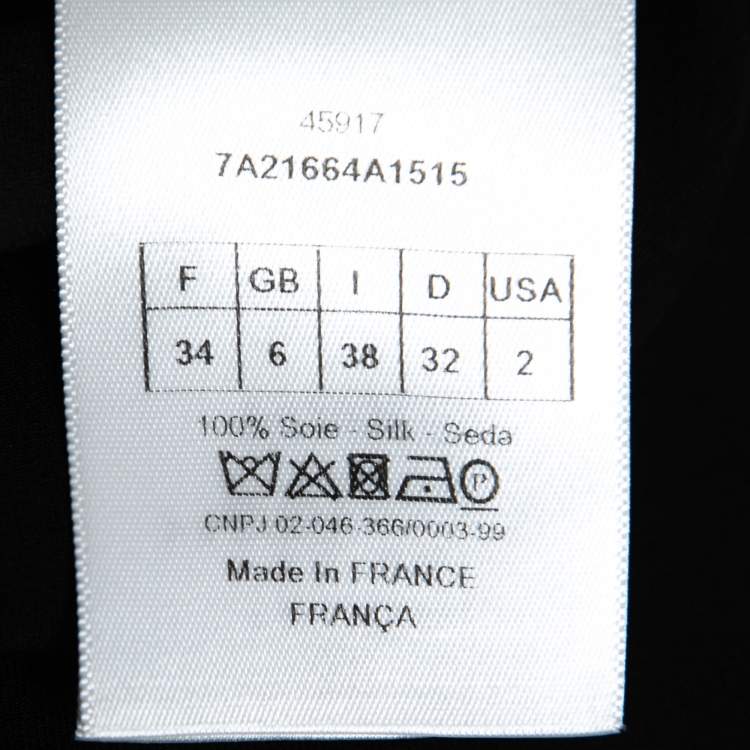 45917
7A21664A1515
F GB I D USA
34 6 38 32 2
100% Soie - Silk - Seda
P
CNPJ 02-046-366/0003-99
Made In FRANCE
FRANÇA